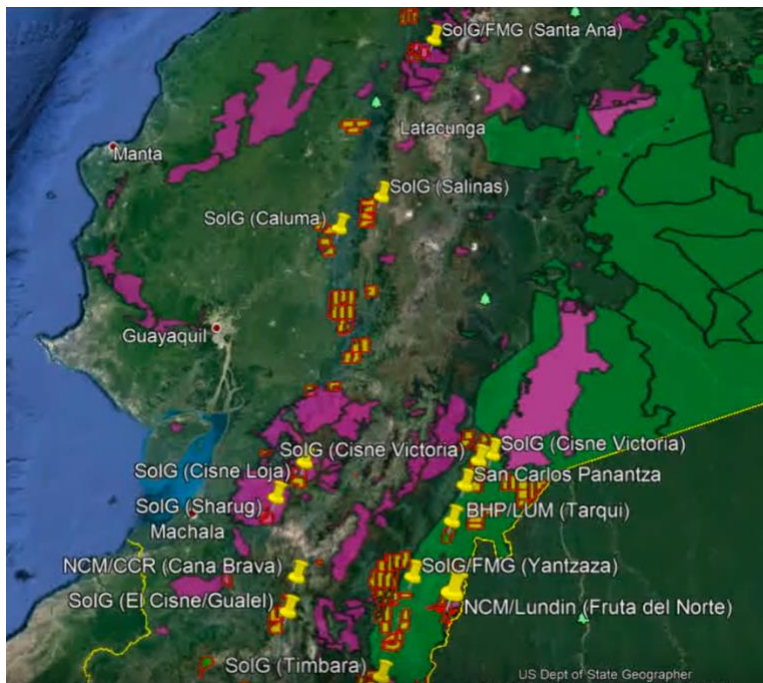 SolG/FMG (Santa Ana)
Latacunga
Manta
SolG (Salinas)
SolG (Caluma)
Guayaquil
SolG (Cisne Victoria)
SolG (Cisne Victoria)
SolG (Cisne Loja)
San Carlos Panantza
SolG (Sharug)
BHP/LUM (Tarqui)
Machala
NCM/CCR (Cana Brava)
SolG/FMG (Yantzaza)
SolG (El Cisne/Gualel)
NCM/Lundin (Fruta del Norte)
SolG (Timbara)
US Dept of State Geographer